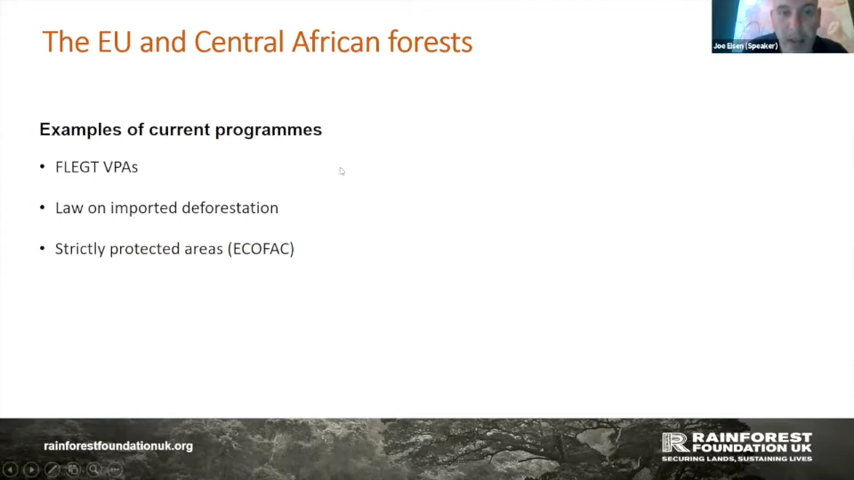 The EU and Central African forests
Joe Eisen (Speaker)
Examples of current programmes
• FLEGT VPAs
• Law on imported deforestation
• Strictly protected areas (ECOFAC)
rainforestfoundationuk.org
RAINFOREST
FOUNDATION UK
SECURING LANDS, SUSTAINING LIVES